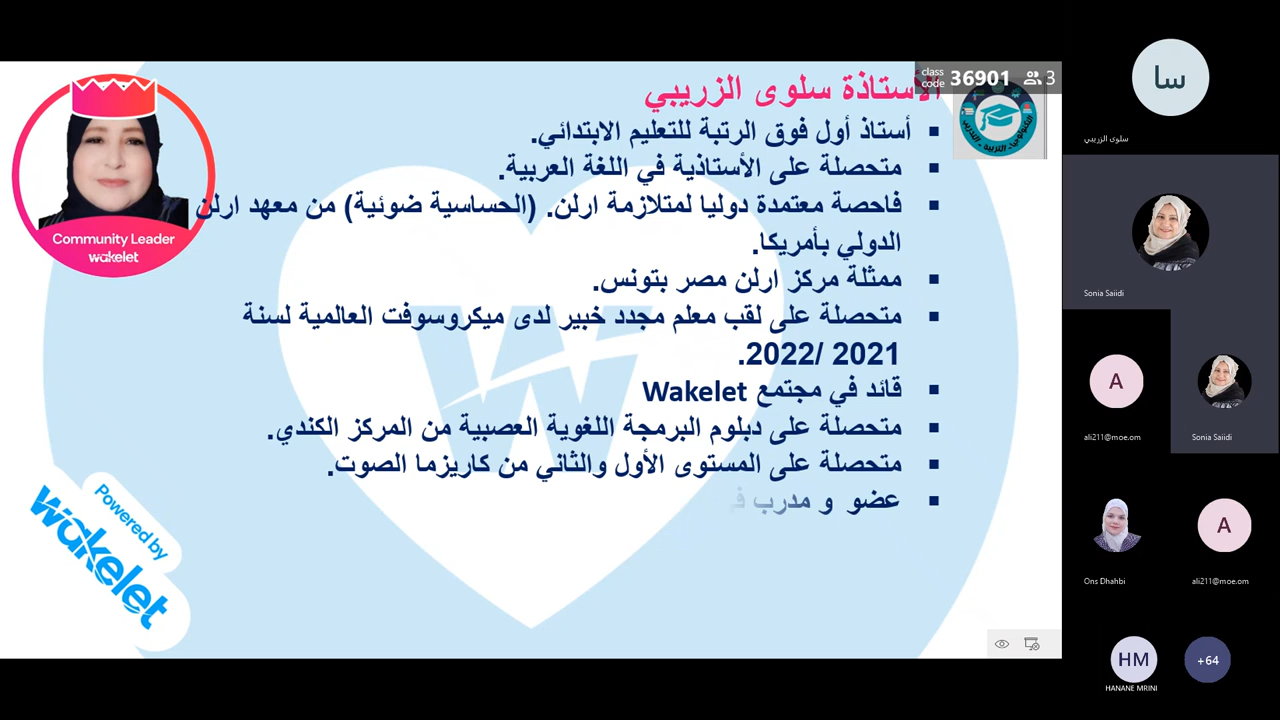 class code 36901 3
الأستاذة سلوى الزريبي
أستاذ أول فوق الرتبة للتعليم الابتدائي.
متحصلة على الأستاذية في اللغة العربية.
فاحصة معتمدة دوليا لمتلازمة ارلن. (الحساسية ضوئية) من معهد ارلن
الدولي بأمريكا.
ممثلة مركز ارلن مصر بتونس.
متحصلة على لقب معلم مجدد خبير لدى ميكروسوفت العالمية لسنة
2021 /2022.
قائد في مجتمع Wakelet
متحصلة على دبلوم البرمجة اللغوية العصبية من المركز الكندي.
متحصلة على المستوى الأول والثاني من كاريزما الصوت.
عضو و مدرب في
Community Leader
wakelet
Powered by
wakelet
التكنولوجيا - التربية - التدريب
سا
سلوى الزريبي
Sonia Saiidi
A
ali211@moe.om
Sonia Saiidi
Ons Dhahbi
A
ali211@moe.om
HM
HANANE MRINI
+64